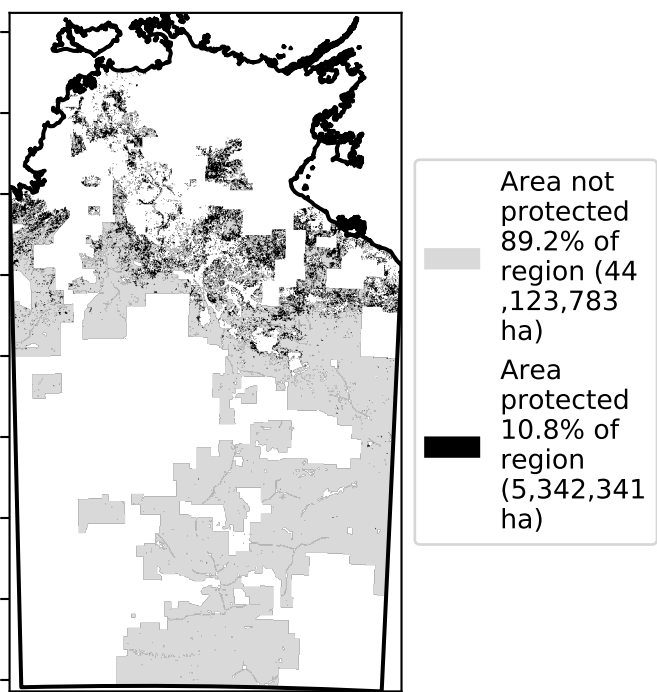 Area not
protected
89.2% of
region (44
,123,783
ha)
Area
protected
10.8% of
region
(5,342,341
ha)